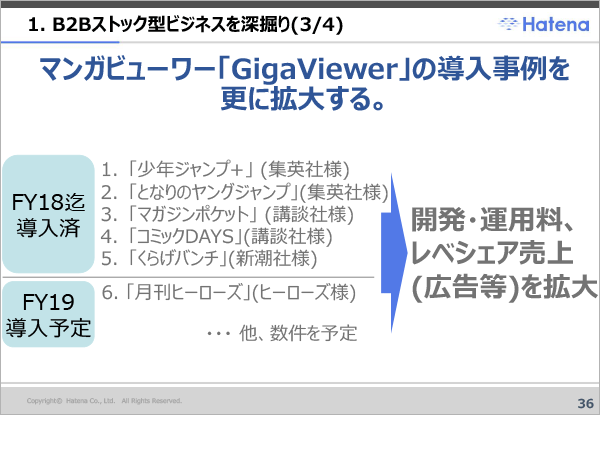 1. B2Bストック型ビジネスを深掘り(3/4)
Hatena
マンガビューワー「GigaViewer」の導入事例を
更に拡大する。
FY18迄
導入済
1. 「少年ジャンプ+」 (集英社様)
2. 「となりのヤングジャンプ」(集英社様)
3. 「マガジンポケット」 (講談社様)
4. 「コミックDAYS」(講談社様)
5. 「くらげバンチ」(新潮社様)
FY19
導入予定
6. 「月刊ヒーローズ」(ヒーローズ様)
・・・ 他、数件を予定
開発・運用料、
レベシェア売上
(広告等)を拡大
Copyright© Hatena Co., Ltd. All Rights Reserved.
36